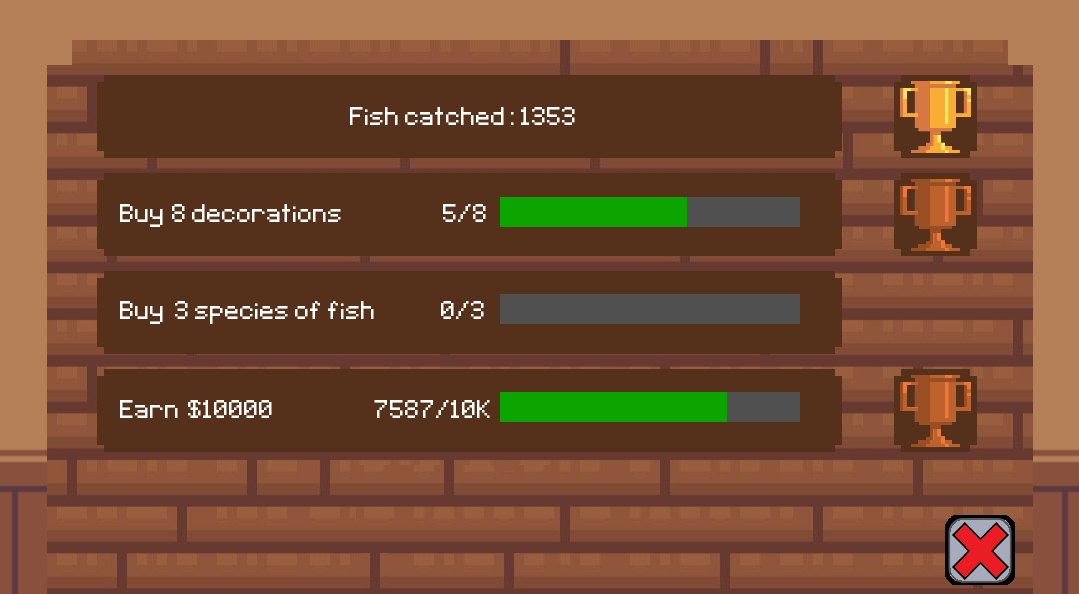 Fish catched:1353
Buy 8 decorations 5/8
Buy 3 species of fish 0/3
Earn $10000 7587/10K